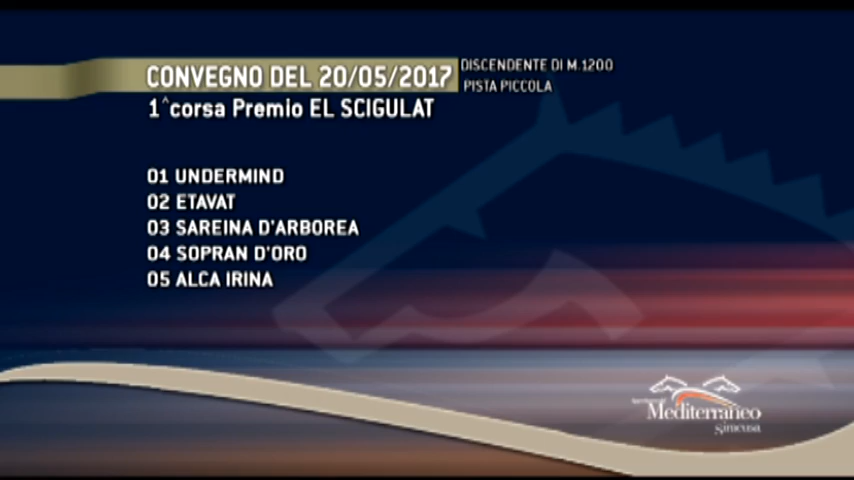 CONVEGNO DEL 20/05/2017
DISCENDENTE DI M.1200
PISTA PICCOLA
1^corsa Premio EL SCIGULAT
01 UNDERMIND
02 ETAVAT
03 SAREINA D'ARBOREA
04 SOPRAN D'ORO
05 ALCA IRINA
Mediterraneo
Siracusa